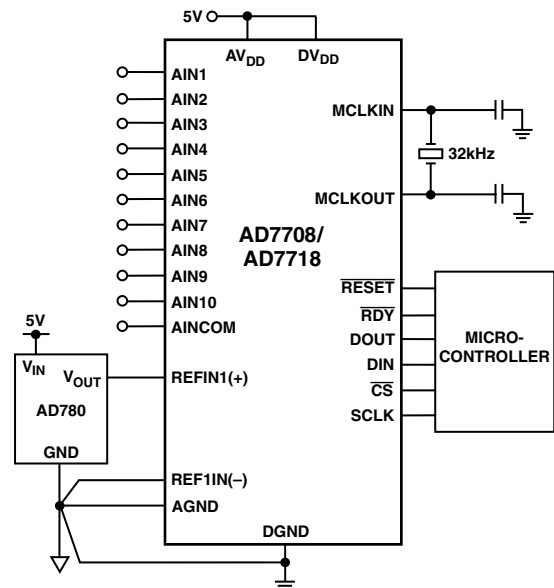 5V
AVDD
DVDD
AIN1
AIN2
AIN3
AIN4
AIN5
AIN6
AIN7
AIN8
AIN9
AIN10
AINCOM
REFIN1(+)
REF1IN(–)
AGND
DGND
AD7708/
AD7718
MCLKIN
32kHz
MCLKOUT
RESET
RDY
DOUT
DIN
CS
SCLK
MICRO-
CONTROLLER
5V
VIN
VOUT
AD780
GND